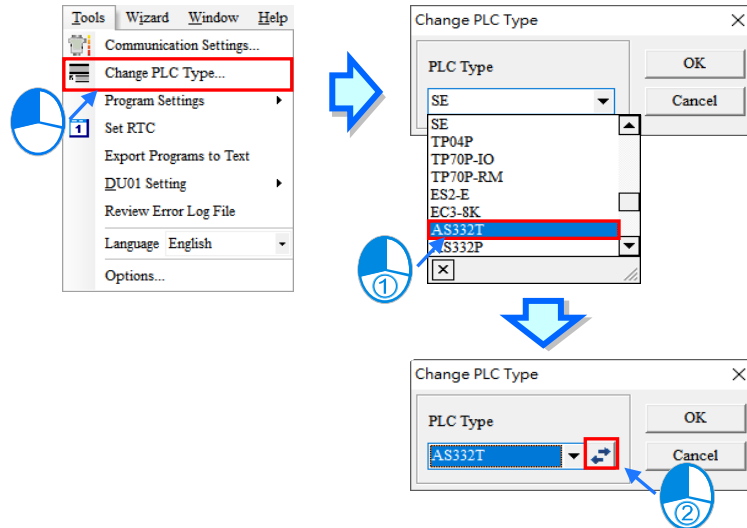 Tools Wizard Window Help
Communication Settings...
Change PLC Type...
Program Settings
1 Set RTC
Export Programs to Text
DU01 Setting
Review Error Log File
Language English
Options...
Change PLC Type
PLC Type
OK
SE
Cancel
SE
TP04P
TP70P-IO
TP70P-RM
ES2-E
EC3-8K
AS332T
AS332P
1
Change PLC Type
PLC Type
OK
AS332T
Cancel
2